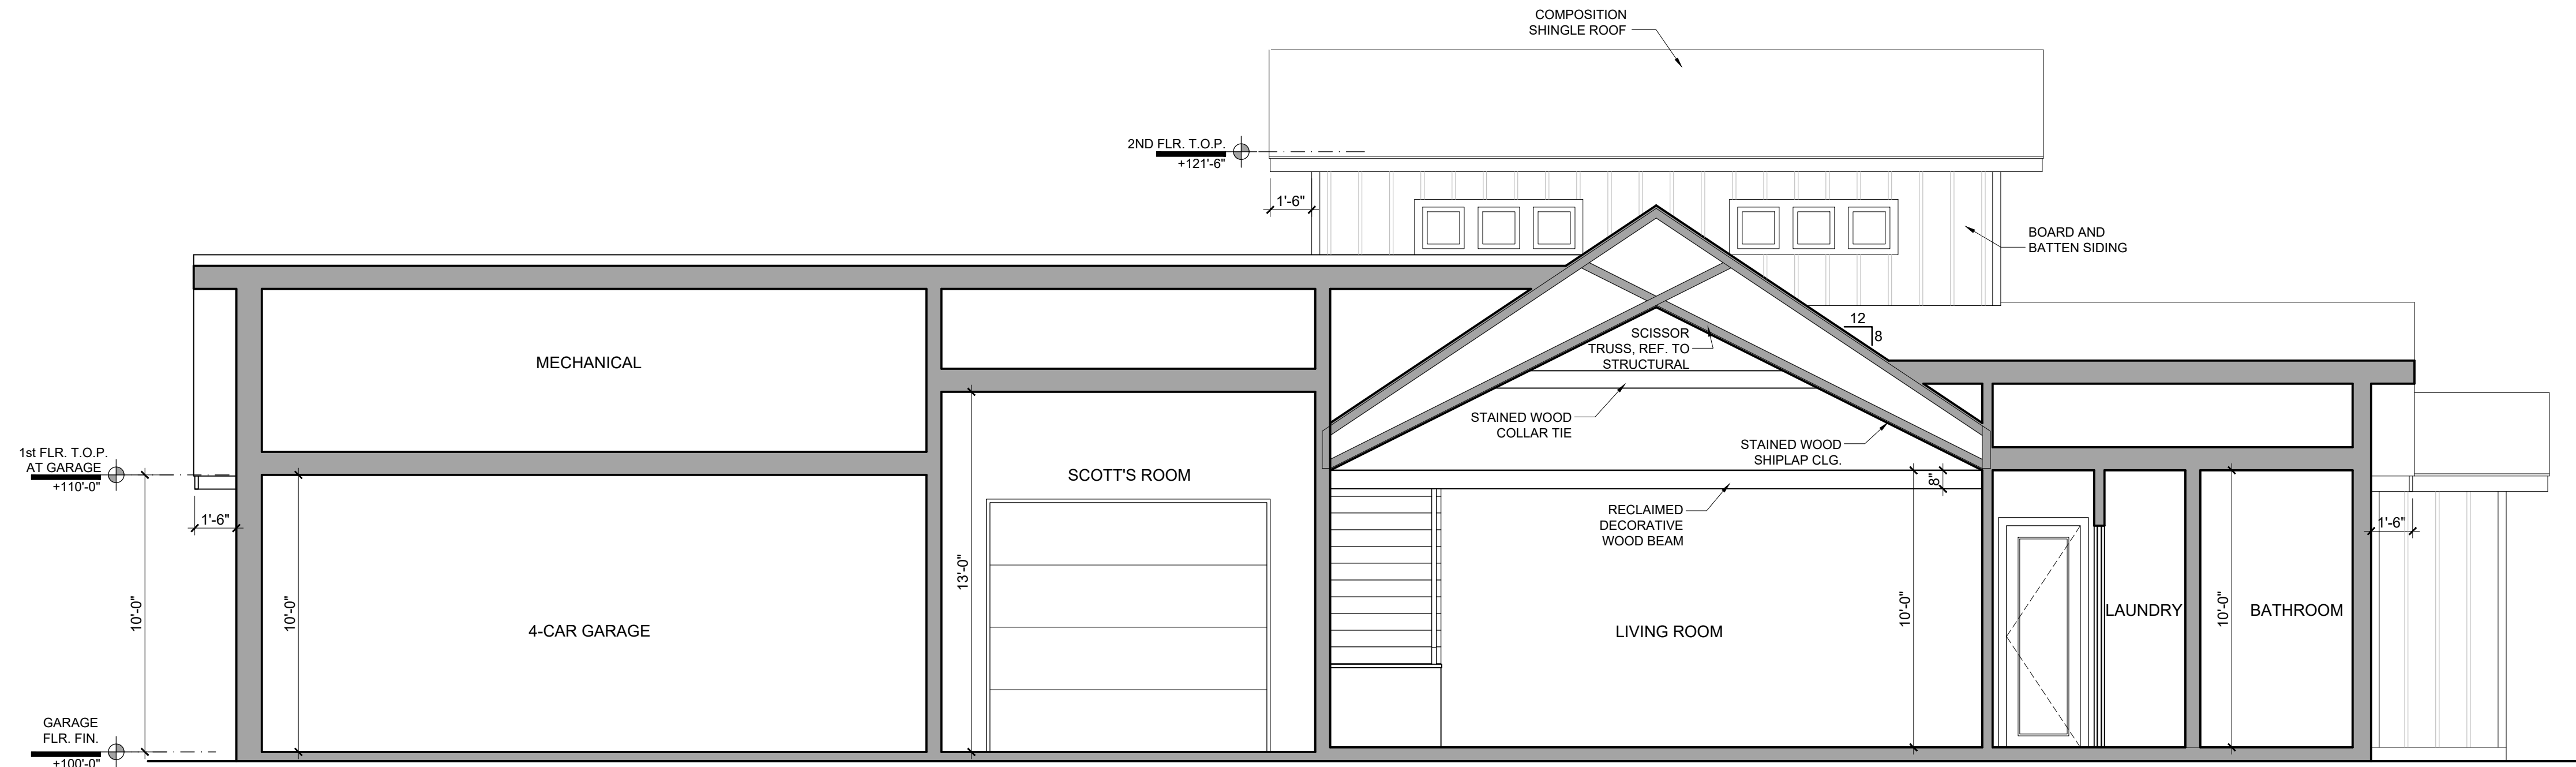 COMPOSITION
SHINGLE ROOF
2ND FLR. T.O.P.
+121'-6"
1'-6"
BOARD AND
BATTEN SIDING
12
8
SCISSOR
TRUSS, REF. TO
STRUCTURAL
MECHANICAL
STAINED WOOD
COLLAR TIE
STAINED WOOD
SHIPLAP CLG.
1st FLR. T.O.P.
AT GARAGE
+110'-0"
SCOTT'S ROOM
8"
1'-6"
RECLAIMED
DECORATIVE
WOOD BEAM
1'-6"
13'-0"
10'-0"
10'-0"
10'-0"
10'-0"
4-CAR GARAGE
LIVING ROOM
LAUNDRY
BATHROOM
GARAGE
FLR. FIN.
+100'-0"